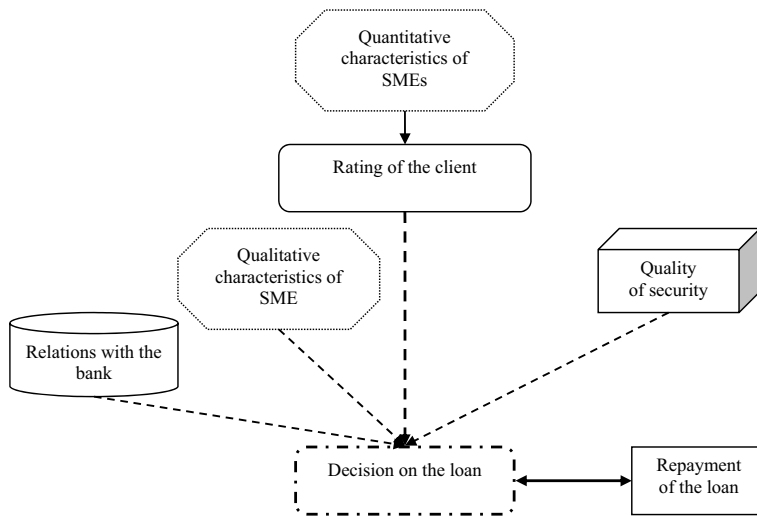 Quantitative
characteristics of
SMEs
Rating of the client
Qualitative
characteristics of
SME
Quality
of security
Relations with the
bank
Decision on the loan
Repayment
of the loan